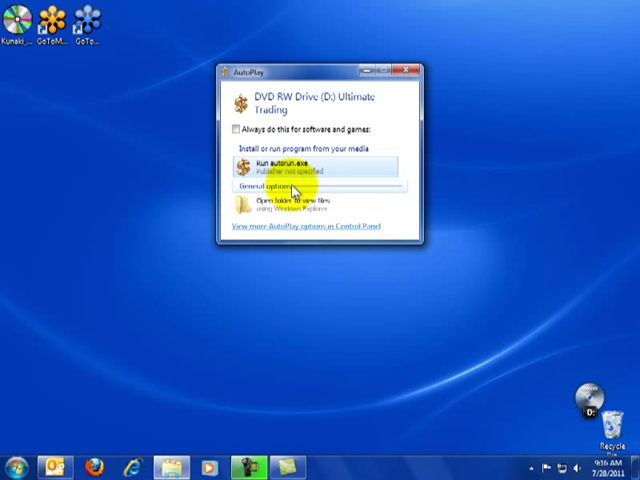 Kunaki_...
GoToM...
GoTo...
AutoPlay
DVD RW Drive (D:) Ultimate
Trading
Always do this for software and games:
Install or run program from your media
Run autorun.exe
Publisher not specified
General options
Open folder to view files
using Windows Explorer
View more AutoPlay options in Control Panel
D:
Recycle
9:16 AM
7/28/2011